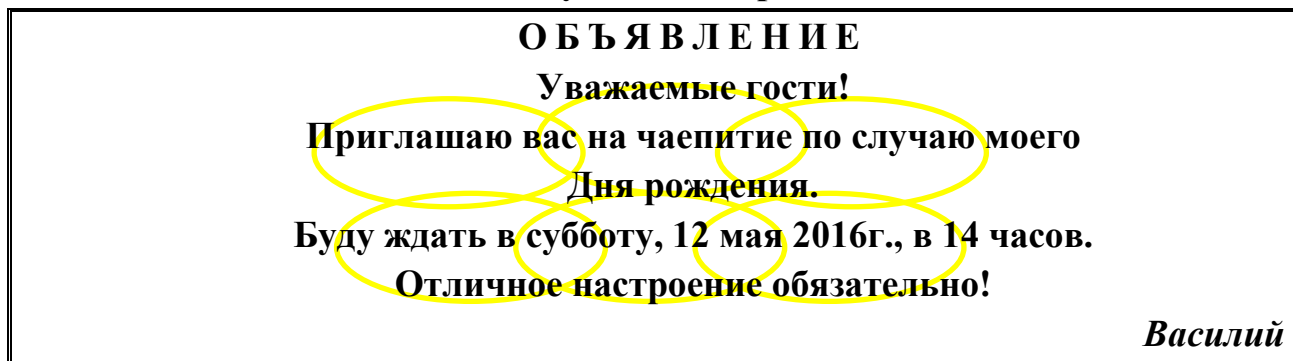 О Б Ъ Я В Л Е Н И Е
Уважаемые гости!
Приглашаю вас на чаепитие по случаю моего
Дня рождения.
Буду ждать в субботу, 12 мая 2016г., в 14 часов.
Отличное настроение обязательно!
Василий